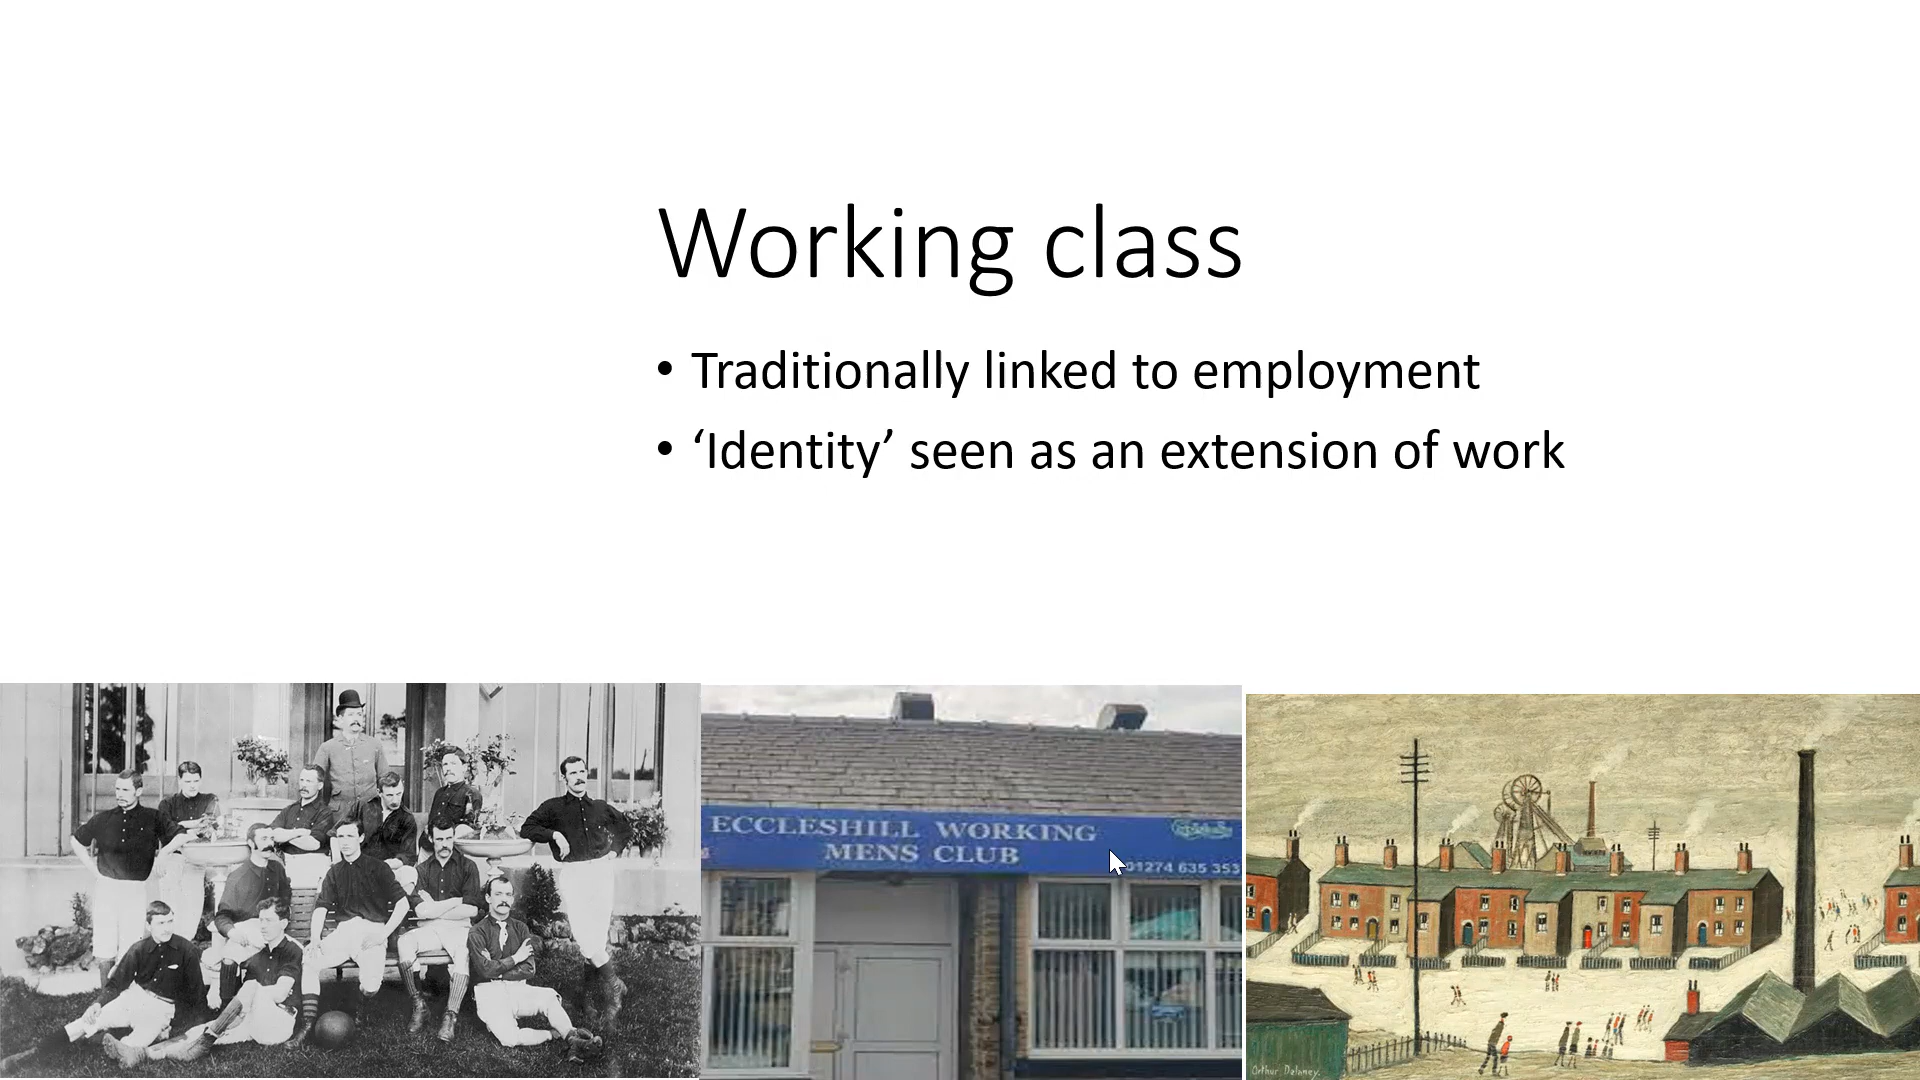 Working class
• Traditionally linked to employment
• ‘Identity’ seen as an extension of work
ECCLESHILL WORKING
MENS CLUB
01274 635 353
Arthur Delaney.